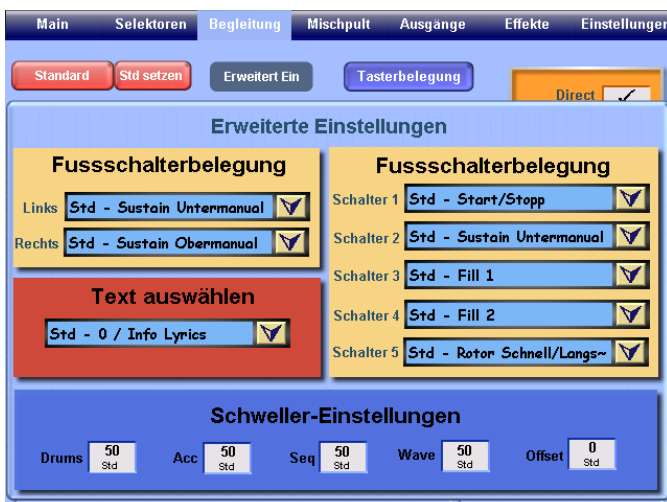 Main Selektoren Begleitung Mischpult Ausgänge Effekte Einstellungen
Standard Std setzen Erweitert Ein Tasterbelegung
Direct
Erweiterte Einstellungen
Fussschalterbelegung
Links Std - Sustain Untermanual
Rechts Std - Sustain Obermanual
Text auswählen
Std - 0 / Info Lyrics
Fussschalterbelegung
Schalter 1 Std - Start/Stopp
Schalter 2 Std - Sustain Untermanual
Schalter 3 Std - Fill 1
Schalter 4 Std - Fill 2
Schalter 5 Std - Rotor Schnell/Langs~
Schweller-Einstellungen
Drums 50 Std Acc 50 Std Seq 50 Std Wave 50 Std Offset 0 Std